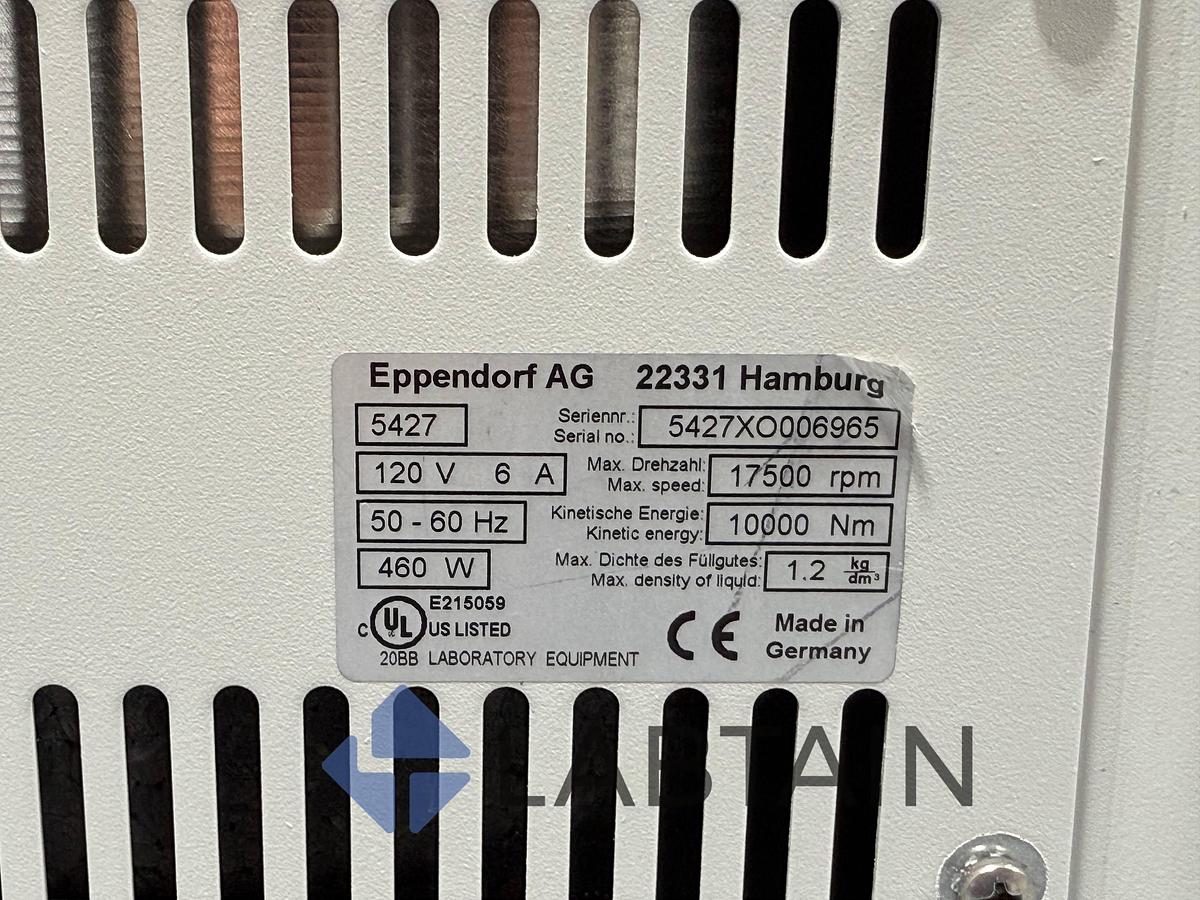 Eppendorf AG 22331 Hamburg
5427
Seriennr.:
Serial no.:
5427XO006965
120 V 6 A
Max. Drehzahl:
Max. speed:
17500 rpm
50 - 60 Hz
Kinetische Energie:
Kinetic energy:
10000 Nm
460 W
Max. Dichte des Füllgutes:
Max. density of liquid:
1.2 kg/dm³
E215059
C UL US LISTED
CE
Made in
Germany
20BB LABORATORY EQUIPMENT
LABTAIN